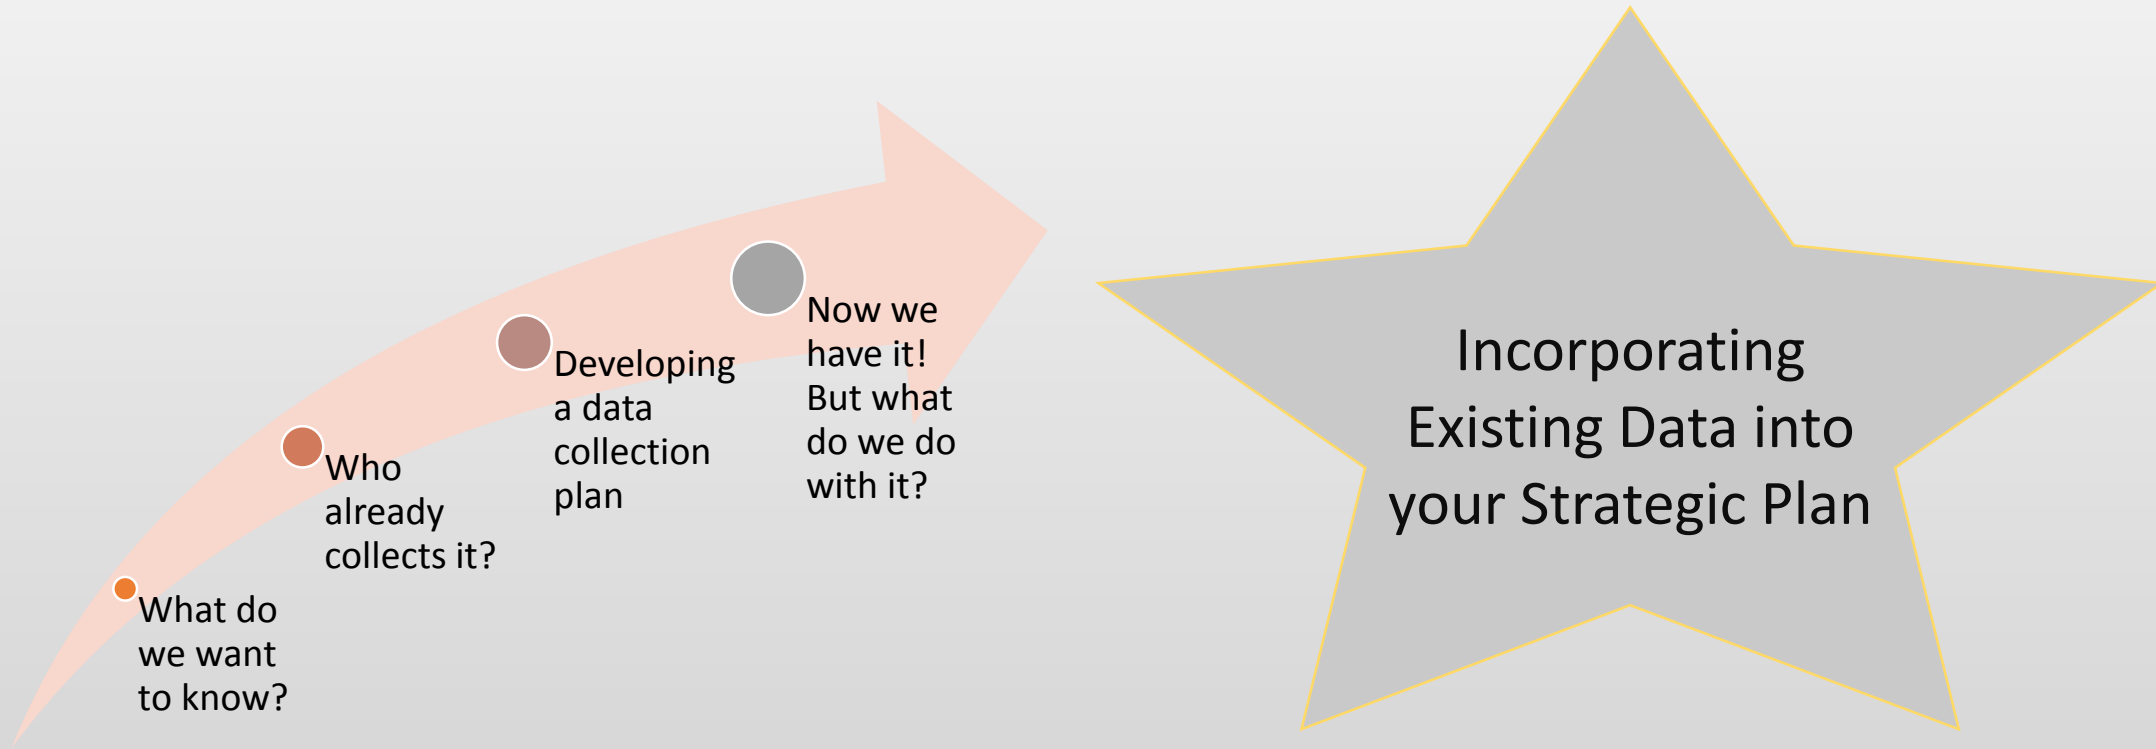 What do
we want
to know?
Who
already
collects it?
Developing
a data
collection
plan
Now we
have it!
But what
do we do
with it?
Incorporating
Existing Data into
your Strategic Plan